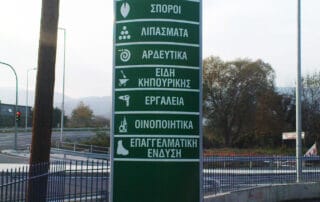 ΣΠΟΡΟΙ
ΛΙΠΑΣΜΑΤΑ
ΑΡΔΕΥΤΙΚΑ
ΕΙΔΗ
ΚΗΠΟΥΡΙΚΗΣ
ΕΡΓΑΛΕΙΑ
ΟΙΝΟΠΟΙΗΤΙΚΑ
ΕΠΑΓΓΕΛΜΑΤΙΚΗ
ΕΝΔΥΣΗ